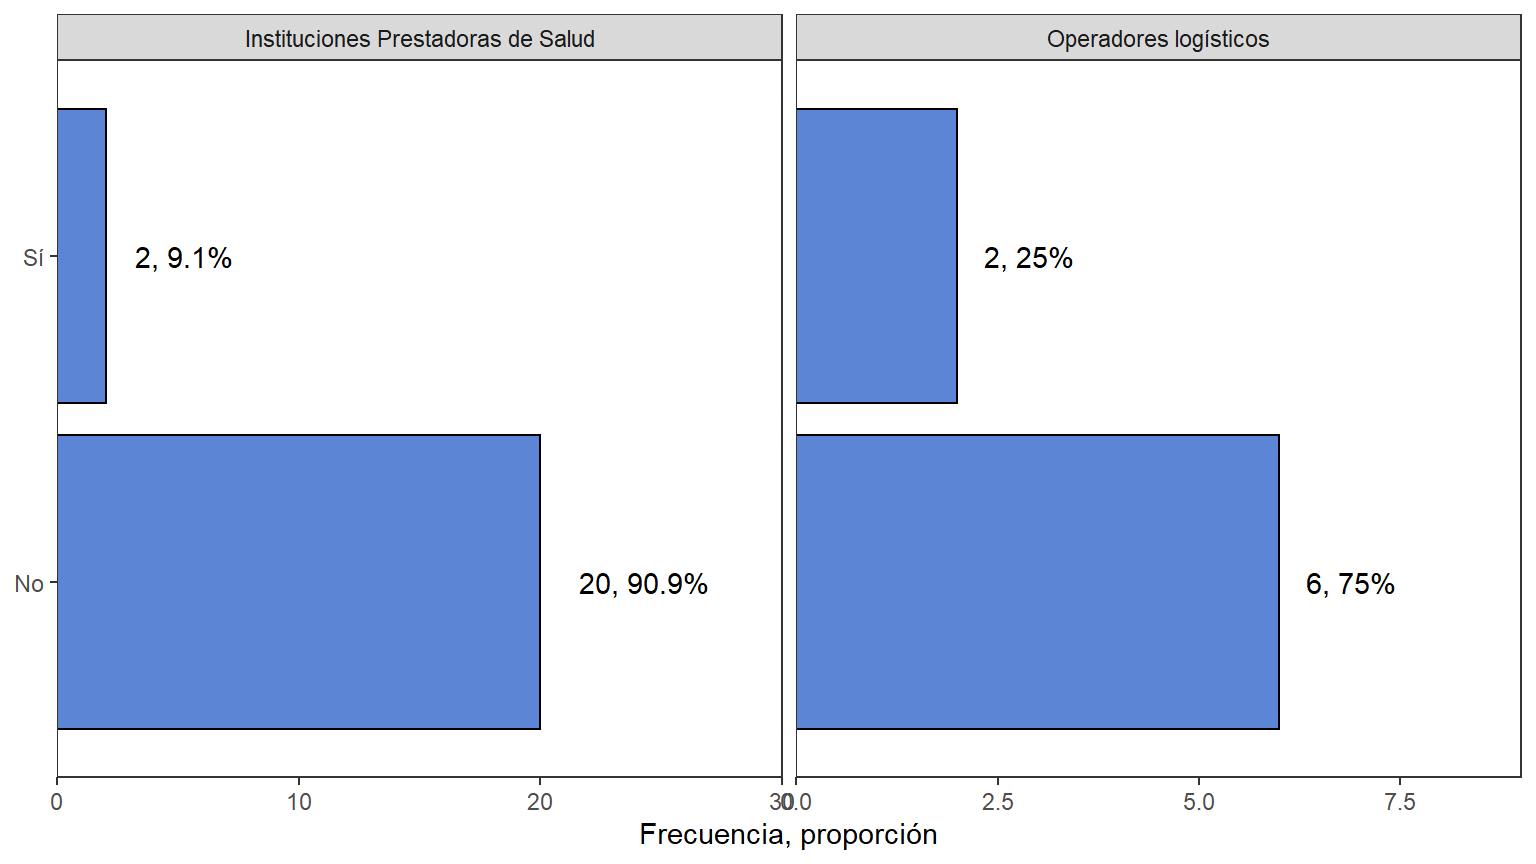 Instituciones Prestadoras de Salud
Operadores logísticos
Sí
2, 9.1%
2, 25%
No
20, 90.9%
6, 75%
0
10
20
30
0.0
2.5
5.0
7.5
Frecuencia, proporción